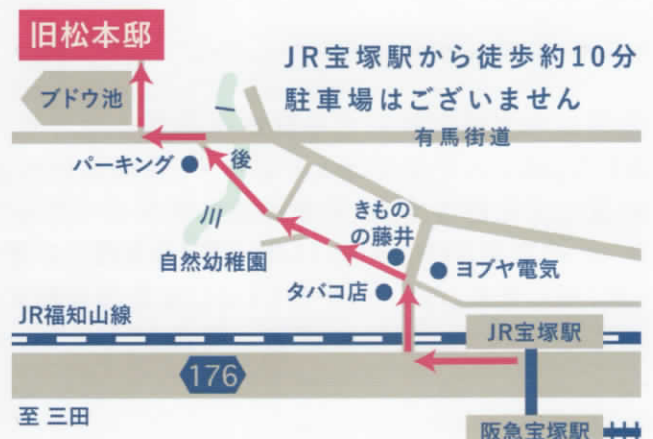 旧松本邸
JR宝塚駅から徒歩約10分
駐車場はございません
ブドウ池
有馬街道
パーキング
一
後
川
きもの
の藤井
自然幼稚園
ヨブヤ電気
タバコ店
JR福知山線
JR宝塚駅
176
至 三田
阪急宝塚駅